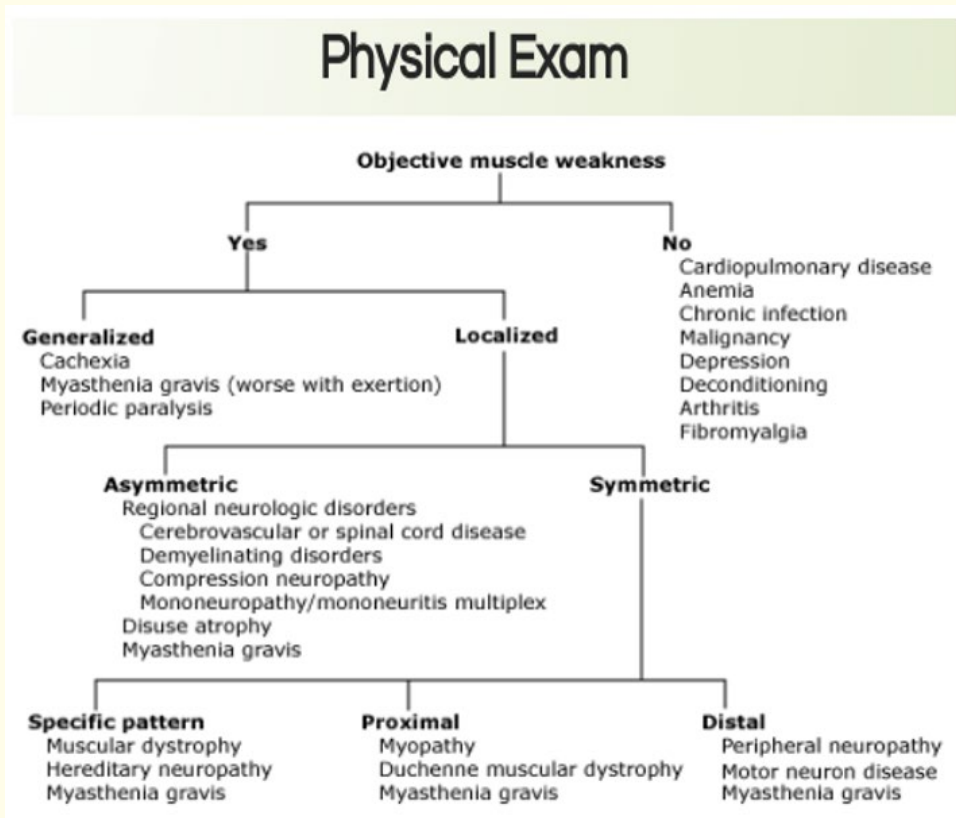 Physical Exam
Objective muscle weakness
Yes
No
Cardiopulmonary disease
Anemia
Chronic infection
Malignancy
Depression
Deconditioning
Arthritis
Fibromyalgia
Generalized
Cachexia
Myasthenia gravis (worse with exertion)
Periodic paralysis
Localized
Asymmetric
Regional neurologic disorders
Cerebrovascular or spinal cord disease
Demyelinating disorders
Compression neuropathy
Mononeuropathy/mononeuritis multiplex
Disuse atrophy
Myasthenia gravis
Symmetric
Specific pattern
Muscular dystrophy
Hereditary neuropathy
Myasthenia gravis
Proximal
Myopathy
Duchenne muscular dystrophy
Myasthenia gravis
Distal
Peripheral neuropathy
Motor neuron disease
Myasthenia gravis